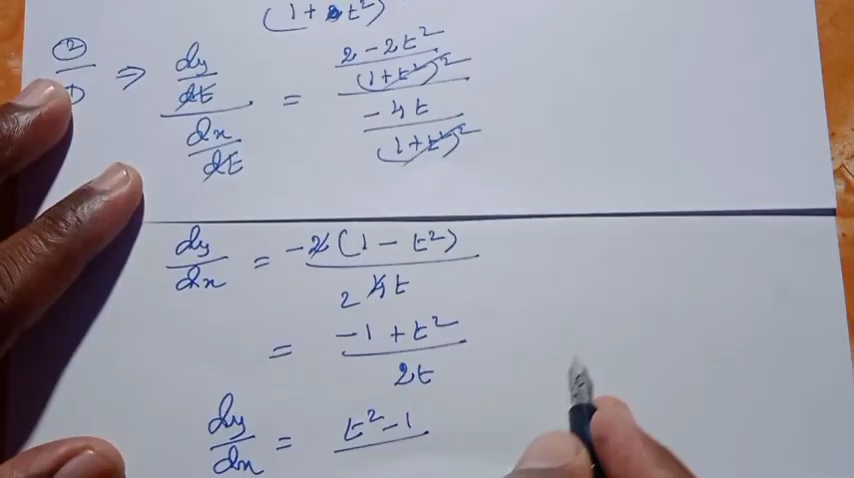 (1 + t²)
②/① ⇒ (dy/dt)/(dx/dt) = ((2 - 2t²)/(1+t²)²)/((-4t)/(1+t²)²)
dy/dx = -2(1 - t²)/(2 4t)
= (-1 + t²)/2t
dy/dx = t² - 1